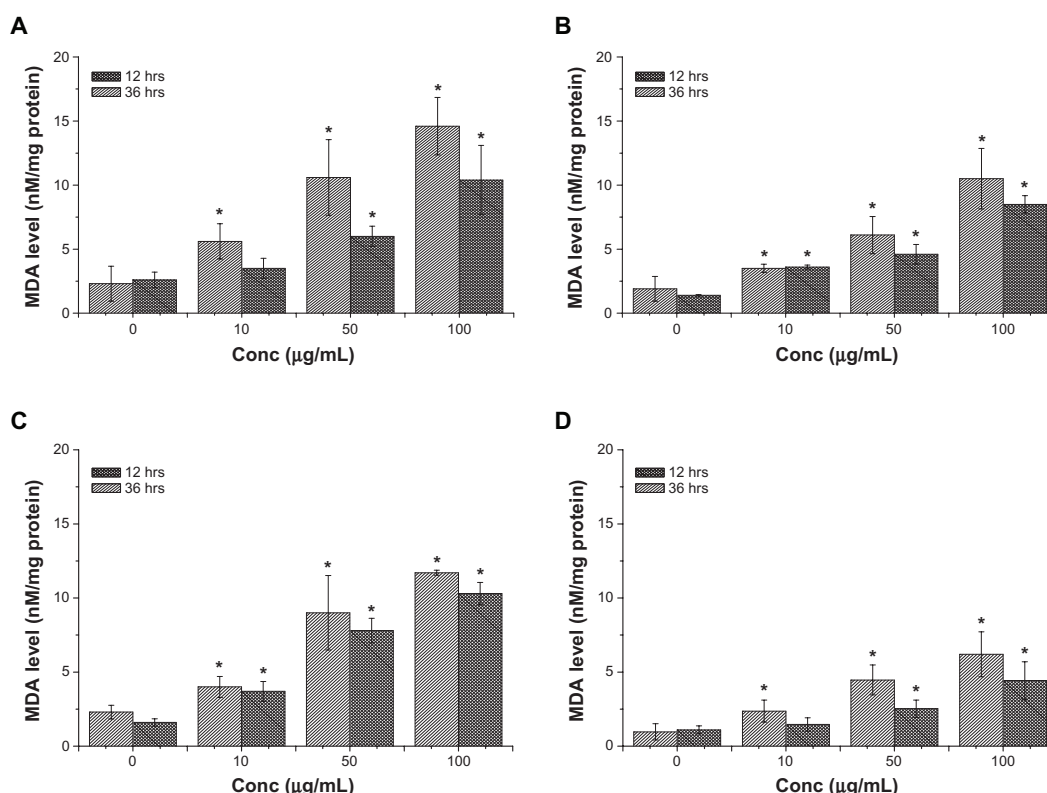 A
MDA level (nM/mg protein)
20
15
10
5
0
12 hrs
36 hrs
*
*
*
*
*
0 10 50 100
Conc (μg/mL)
B
MDA level (nM/mg protein)
20
15
10
5
0
12 hrs
36 hrs
*
*
*
*
*
*
0 10 50 100
Conc (μg/mL)
C
MDA level (nM/mg protein)
20
15
10
5
0
12 hrs
36 hrs
*
*
*
*
*
*
0 10 50 100
Conc (μg/mL)
D
MDA level (nM/mg protein)
20
15
10
5
0
12 hrs
36 hrs
*
*
*
*
*
0 10 50 100
Conc (μg/mL)